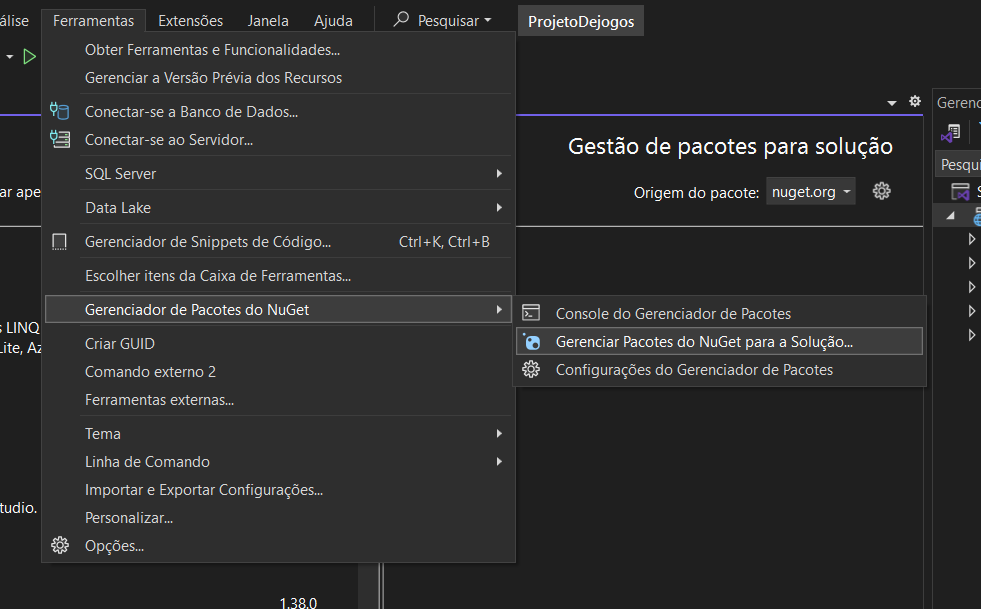 álise Ferramentas Extensões Janela Ajuda Pesquisar ProjetoDejogos
Obter Ferramentas e Funcionalidades...
Gerenciar a Versão Prévia dos Recursos
Conectar-se a Banco de Dados...
Conectar-se ao Servidor...
SQL Server
Data Lake
Gerenciador de Snippets de Código... Ctrl+K, Ctrl+B
Escolher itens da Caixa de Ferramentas...
Gerenciador de Pacotes do NuGet
Criar GUID
Comando externo 2
Ferramentas externas...
Tema
Linha de Comando
Importar e Exportar Configurações...
Personalizar...
Opções...
Console do Gerenciador de Pacotes
Gerenciar Pacotes do NuGet para a Solução...
Configurações do Gerenciador de Pacotes
Gestão de pacotes para solução
Origem do pacote: nuget.org
ar ape
s LINQ
Lite, Az
tudio.
1.38.0
Gerenc
Pesqui
S